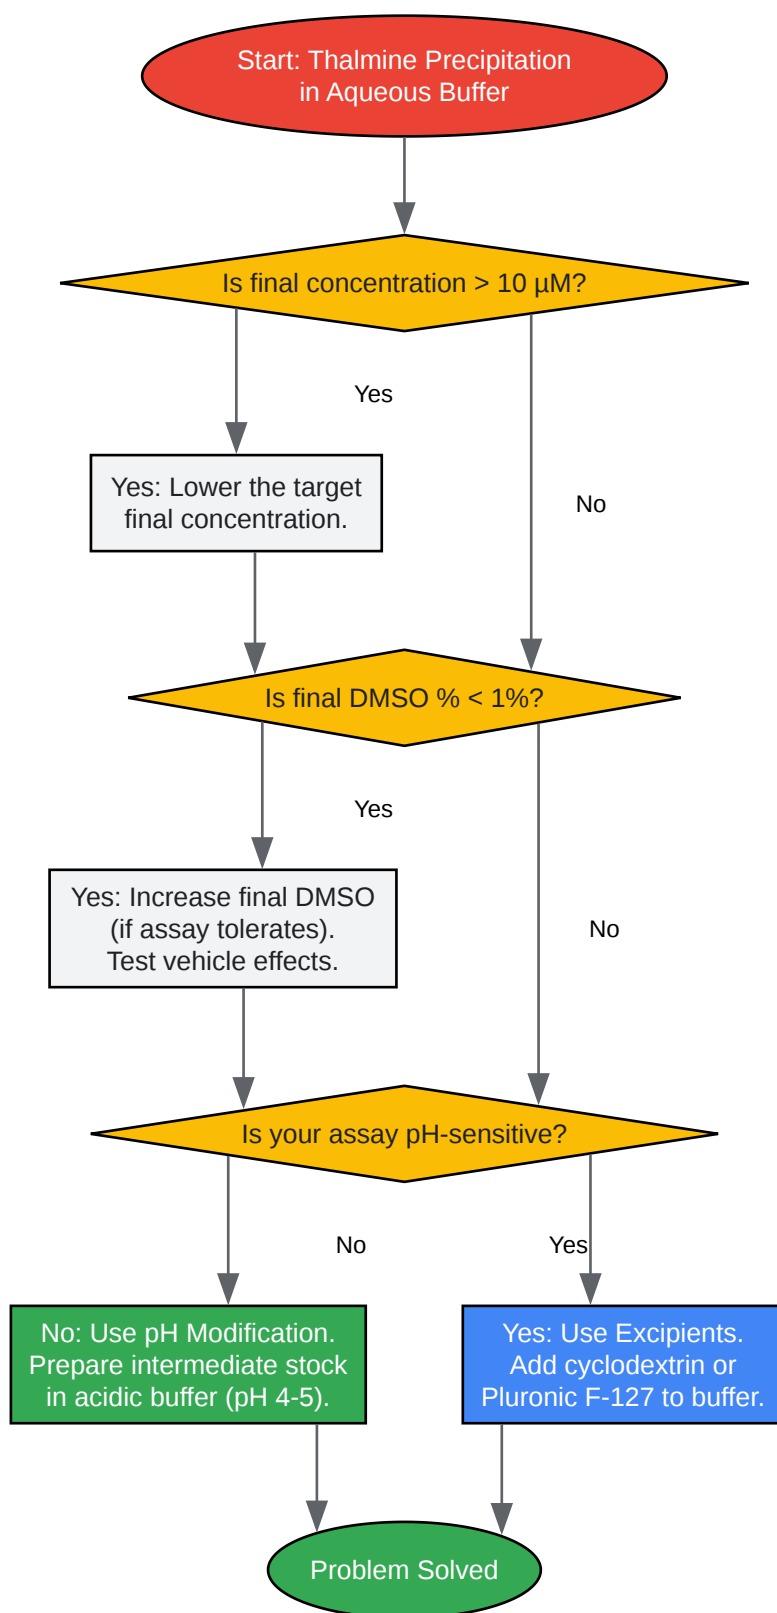 Start: Thalmine Precipitation
in Aqueous Buffer
Is final concentration > 10 µM?
Yes
Yes: Lower the target
final concentration.
No
Is final DMSO % < 1%?
Yes
Yes: Increase final DMSO
(if assay tolerates).
Test vehicle effects.
No
Is your assay pH-sensitive?
No
Yes
No: Use pH Modification.
Prepare intermediate stock
in acidic buffer (pH 4-5).
Yes: Use Excipients.
Add cyclodextrin or
Pluronic F-127 to buffer.
Problem Solved